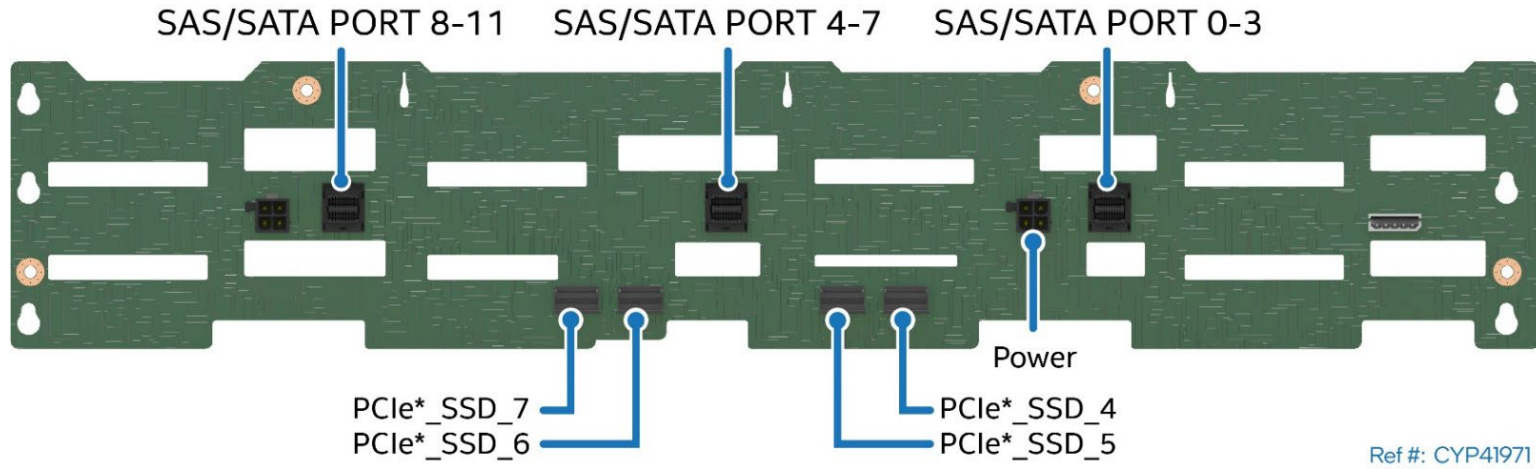 SAS/SATA PORT 8-11
SAS/SATA PORT 4-7
SAS/SATA PORT 0-3
Power
PCIe*_SSD_7
PCIe*_SSD_4
PCIe*_SSD_6
PCIe*_SSD_5
Ref #: CYP41971